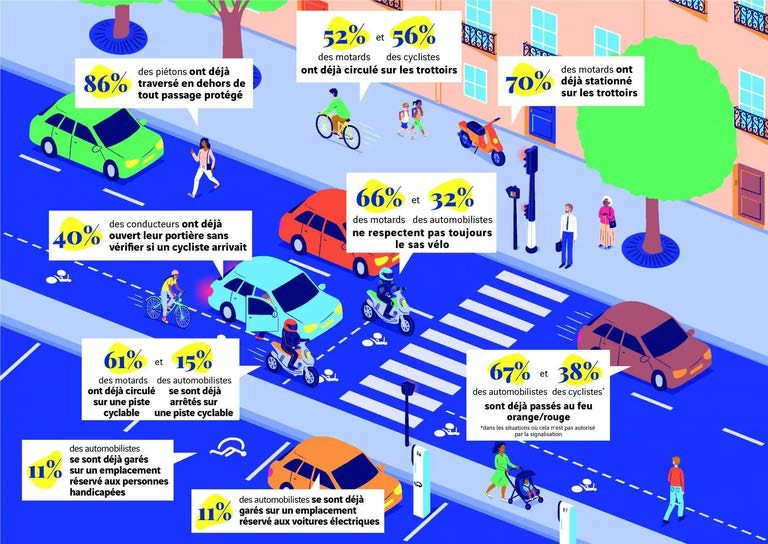 52% et 56%
des motards des cyclistes
ont déjà circulé sur les trottoirs
86%
des piétons ont déjà
traversé en dehors de
tout passage protégé
70%
des motards ont
déjà stationné
sur les trottoirs
66% et 32%
des motards des automobilistes
ne respectent pas toujours
le sas vélo
40%
des conducteurs ont déjà
ouvert leur portière sans
vérifier si un cycliste arrivait
61% et 15%
des motards des automobilistes
ont déjà circulé se sont déjà
sur une piste arrêtés sur
cyclable une piste cyclable
67% et 38%
des automobilistes des cyclistes*
sont déjà passés au feu
orange/rouge
*dans les situations où cela n'est pas autorisé
par la signalisation
11%
des automobilistes
se sont déjà garés
sur un emplacement
réservé aux personnes
handicapées
11%
des automobilistes se sont déjà
garés sur un emplacement
réservé aux voitures électriques